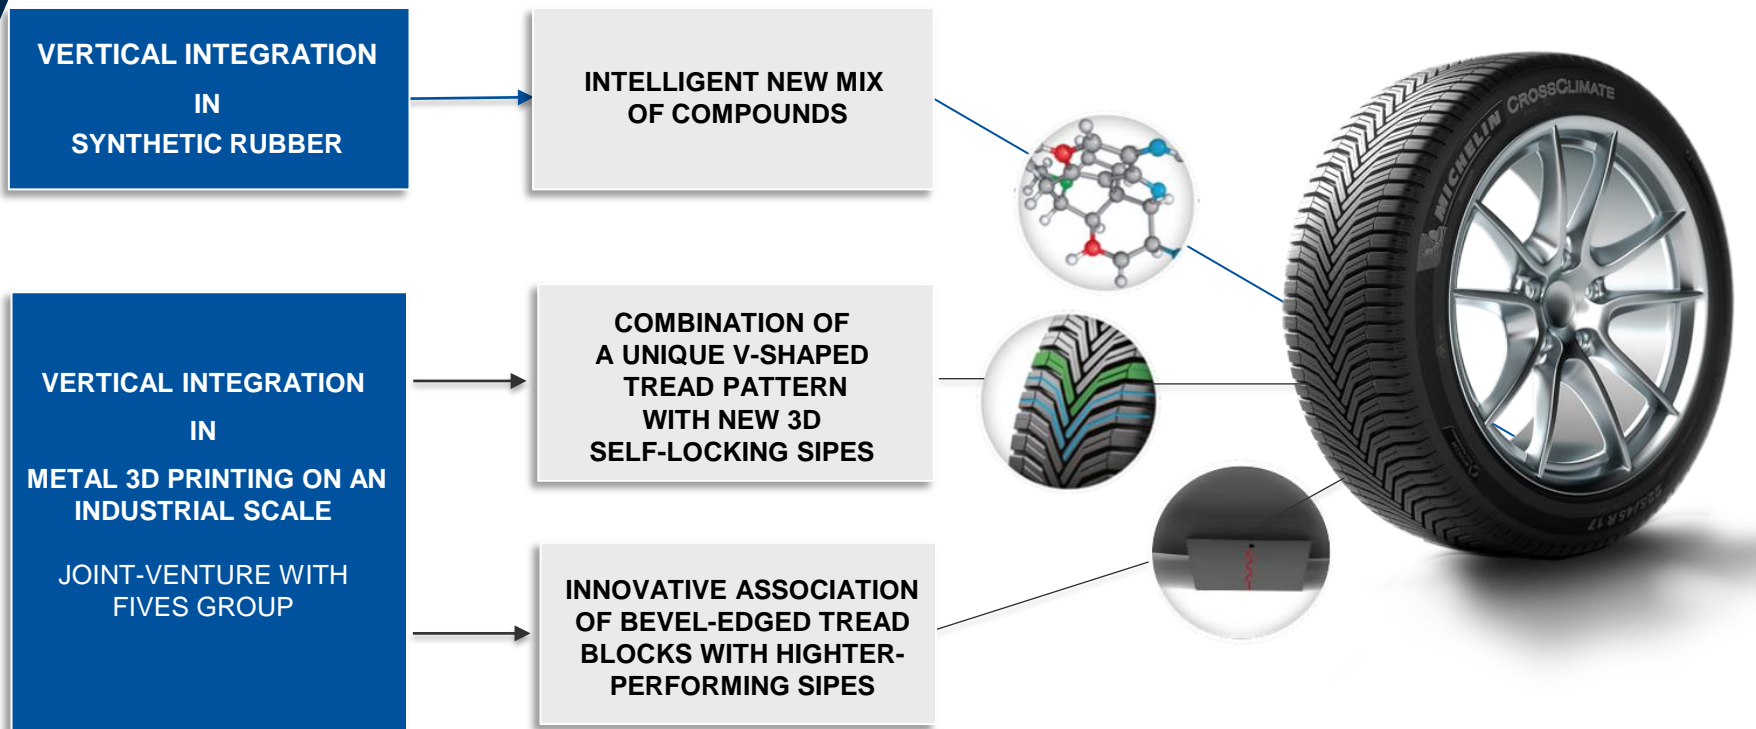 VERTICAL INTEGRATION
IN
SYNTHETIC RUBBER
INTELLIGENT NEW MIX
OF COMPOUNDS
VERTICAL INTEGRATION
IN
METAL 3D PRINTING ON AN
INDUSTRIAL SCALE
JOINT-VENTURE WITH
FIVES GROUP
COMBINATION OF
A UNIQUE V-SHAPED
TREAD PATTERN
WITH NEW 3D
SELF-LOCKING SIPES
INNOVATIVE ASSOCIATION
OF BEVEL-EDGED TREAD
BLOCKS WITH HIGHTER-
PERFORMING SIPES
MICHELIN CROSSCLIMATE
225/45R17